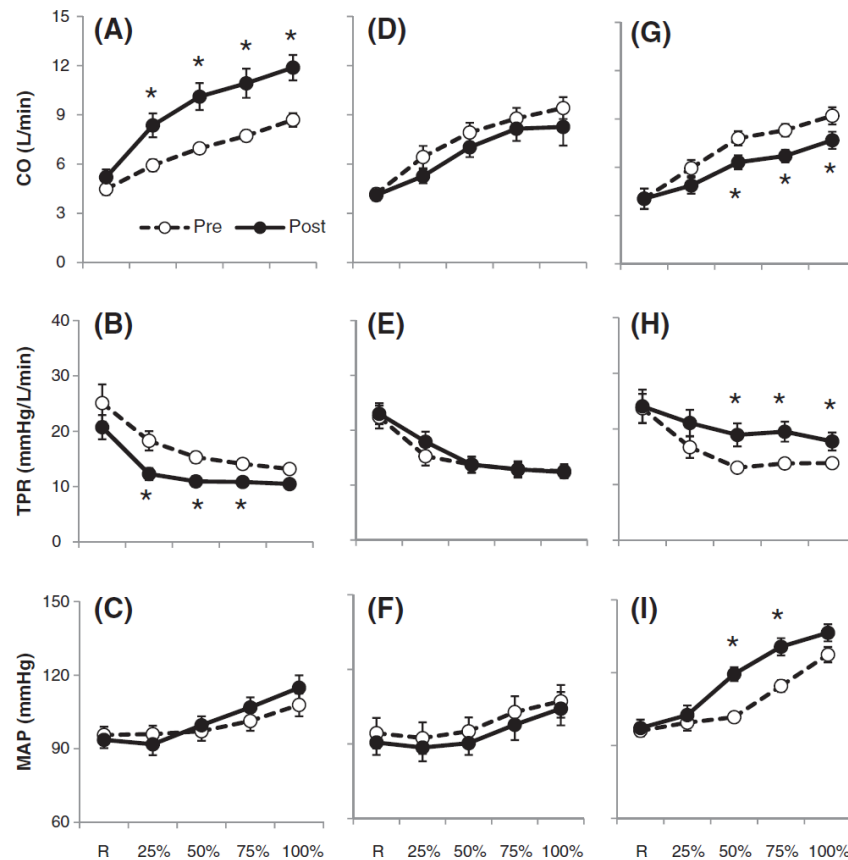 (A) (D) (G)
CO (L/min)
15
12
9
6
3
0
* * * *
* * *
Pre Post
(B) (E) (H)
TPR (mmHg/L/min)
40
30
20
10
0
* * *
* * *
(C) (F) (I)
MAP (mmHg)
150
120
90
60
* *
R 25% 50% 75% 100% R 25% 50% 75% 100% R 25% 50% 75% 100%